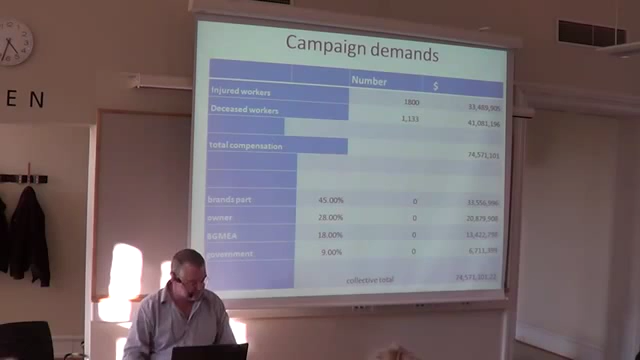 EN
Campaign demands
Number $
Injured workers 1800 33,489,905
Deceased workers 1,133 41,081,196
total compensation 74,571,101
brands part 45.00% 0 33,556,996
owner 28.00% 0 20,879,908
BGMEA 18.00% 0 13,422,798
government 9.00% 0 6,711,399
collective total